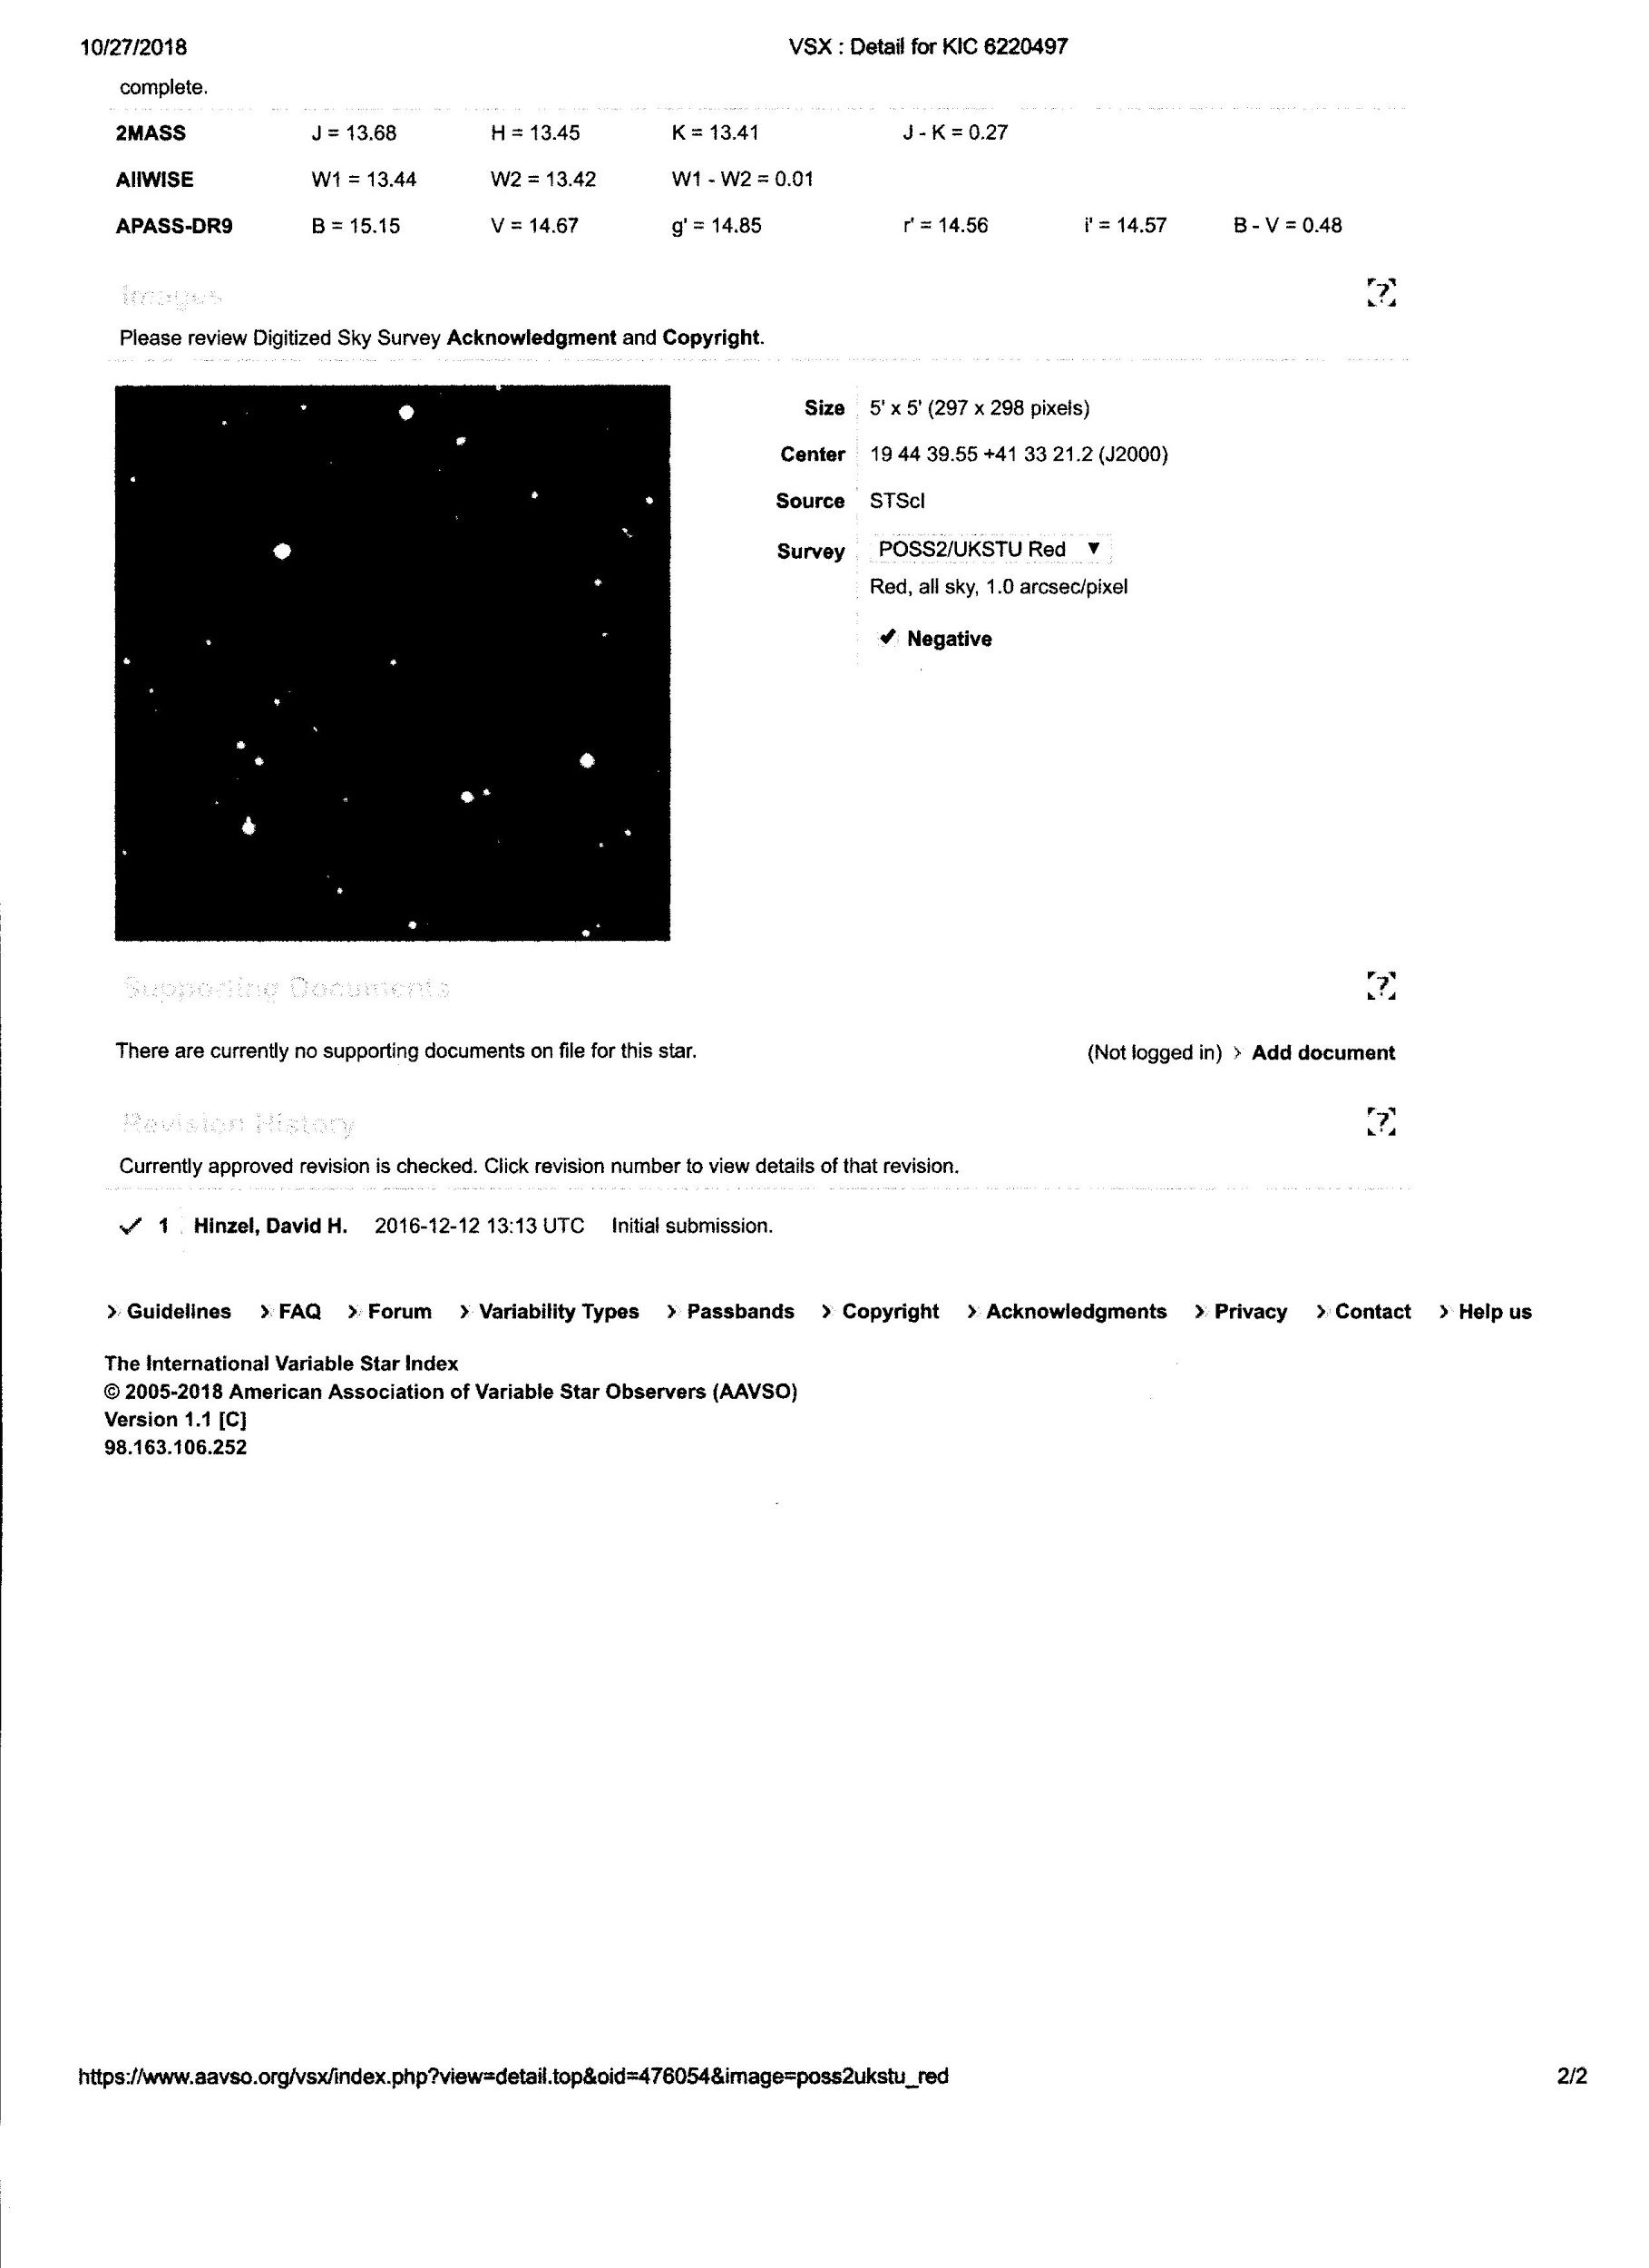 10/27/2018 VSX : Detail for KIC 6220497
complete.
2MASS J = 13.68 H = 13.45 K = 13.41 J - K = 0.27
AllWISE W1 = 13.44 W2 = 13.42 W1 - W2 = 0.01
APASS-DR9 B = 15.15 V = 14.67 g' = 14.85 r' = 14.56 i' = 14.57 B - V = 0.48
Images [?]
Please review Digitized Sky Survey Acknowledgment and Copyright.
Size 5' x 5' (297 x 298 pixels)
Center 19 44 39.55 +41 33 21.2 (J2000)
Source STScI
Survey POSS2/UKSTU Red ▼
Red, all sky, 1.0 arcsec/pixel
✔ Negative
Supporting Documents [?]
There are currently no supporting documents on file for this star. (Not logged in) > Add document
Revision History [?]
Currently approved revision is checked. Click revision number to view details of that revision.
✓ 1 Hinzel, David H. 2016-12-12 13:13 UTC Initial submission.
> Guidelines > FAQ > Forum > Variability Types > Passbands > Copyright > Acknowledgments > Privacy > Contact > Help us
The International Variable Star Index
© 2005-2018 American Association of Variable Star Observers (AAVSO)
Version 1.1 [C]
98.163.106.252
https://www.aavso.org/vsx/index.php?view=detail.top&oid=476054&image=poss2ukstu_red 2/2